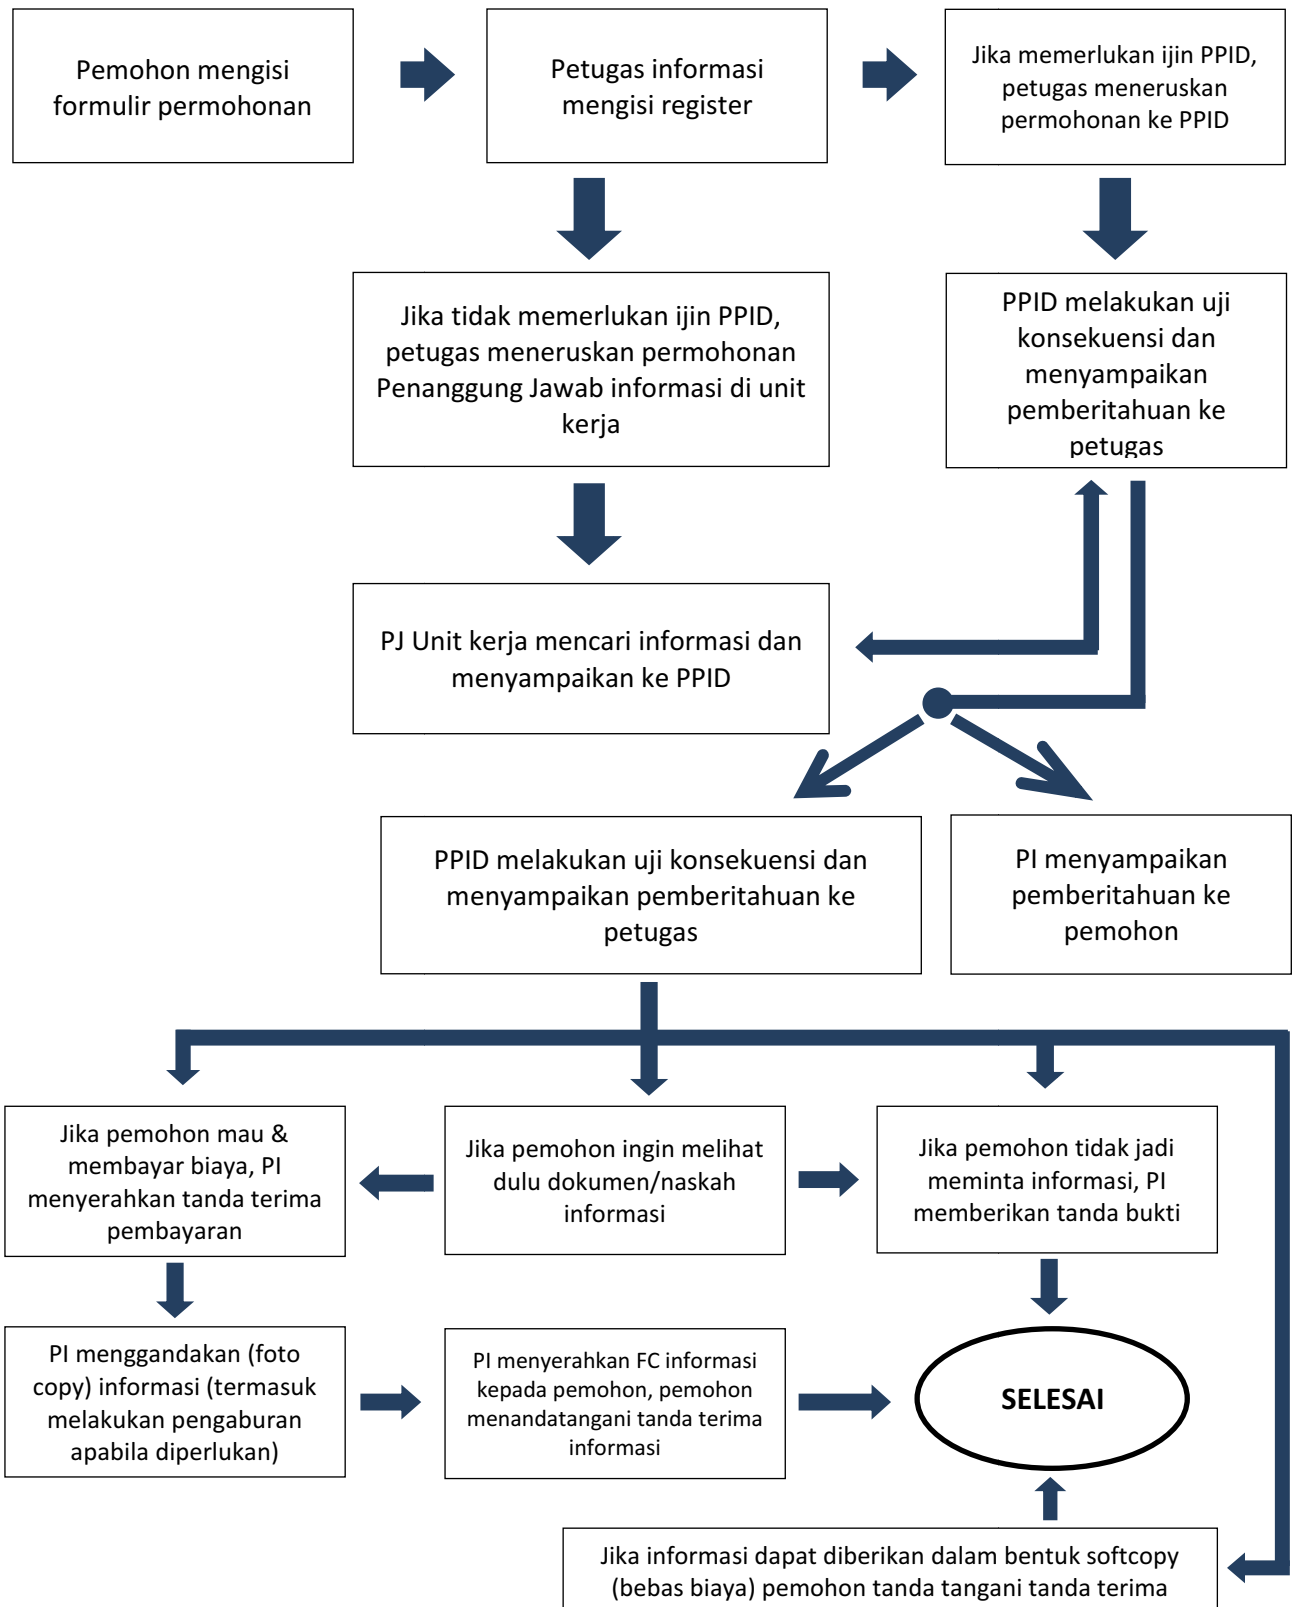 Pemohon mengisi
formulir permohonan
Petugas informasi
mengisi register
Jika memerlukan ijin PPID,
petugas meneruskan
permohonan ke PPID
Jika tidak memerlukan ijin PPID,
petugas meneruskan permohonan
Penanggung Jawab informasi di unit
kerja
PPID melakukan uji
konsekuensi dan
menyampaikan
pemberitahuan ke
petugas
PJ Unit kerja mencari informasi dan
menyampaikan ke PPID
PPID melakukan uji konsekuensi dan
menyampaikan pemberitahuan ke
petugas
PI menyampaikan
pemberitahuan ke
pemohon
Jika pemohon mau &
membayar biaya, PI
menyerahkan tanda terima
pembayaran
Jika pemohon ingin melihat
dulu dokumen/naskah
informasi
Jika pemohon tidak jadi
meminta informasi, PI
memberikan tanda bukti
PI menggandakan (foto
copy) informasi (termasuk
melakukan pengaburan
apabila diperlukan)
PI menyerahkan FC informasi
kepada pemohon, pemohon
menandatangani tanda terima
informasi
SELESAI
Jika informasi dapat diberikan dalam bentuk softcopy
(bebas biaya) pemohon tanda tangani tanda terima